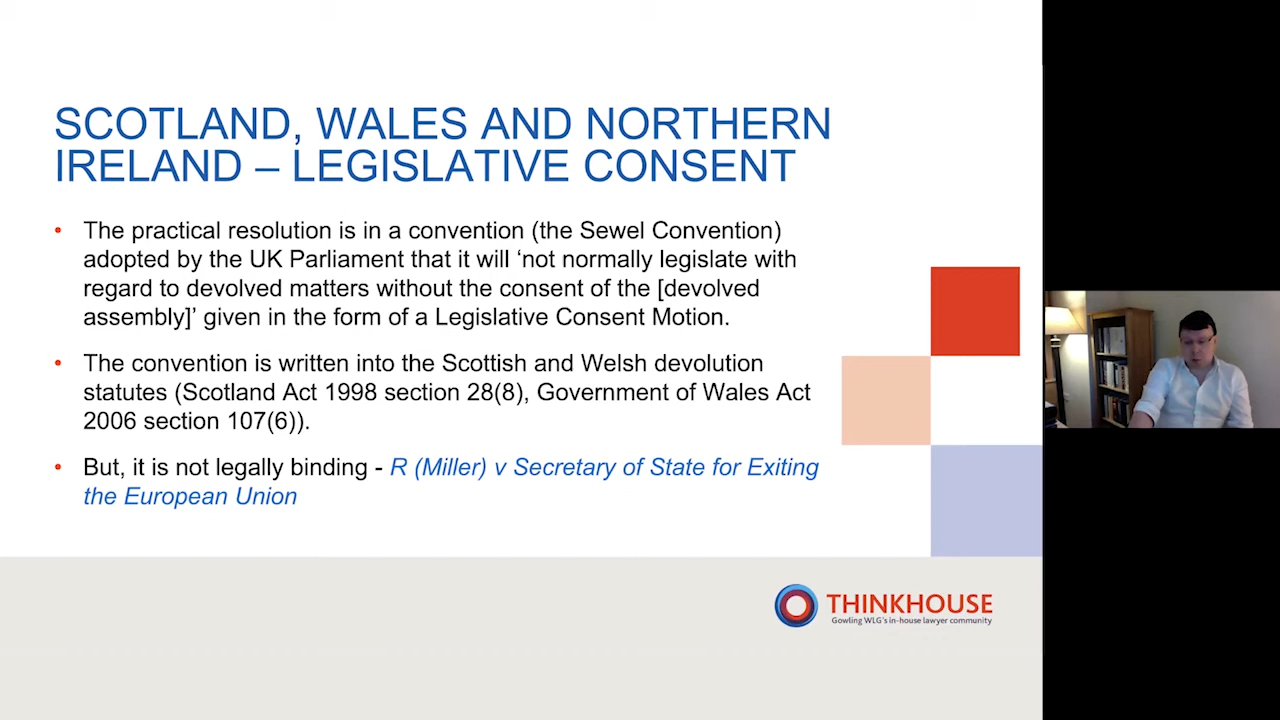 SCOTLAND, WALES AND NORTHERN
IRELAND – LEGISLATIVE CONSENT
• The practical resolution is in a convention (the Sewel Convention)
adopted by the UK Parliament that it will ‘not normally legislate with
regard to devolved matters without the consent of the [devolved
assembly]’ given in the form of a Legislative Consent Motion.
• The convention is written into the Scottish and Welsh devolution
statutes (Scotland Act 1998 section 28(8), Government of Wales Act
2006 section 107(6)).
• But, it is not legally binding - R (Miller) v Secretary of State for Exiting
the European Union
THINKHOUSE
Gowling WLG's in-house lawyer community